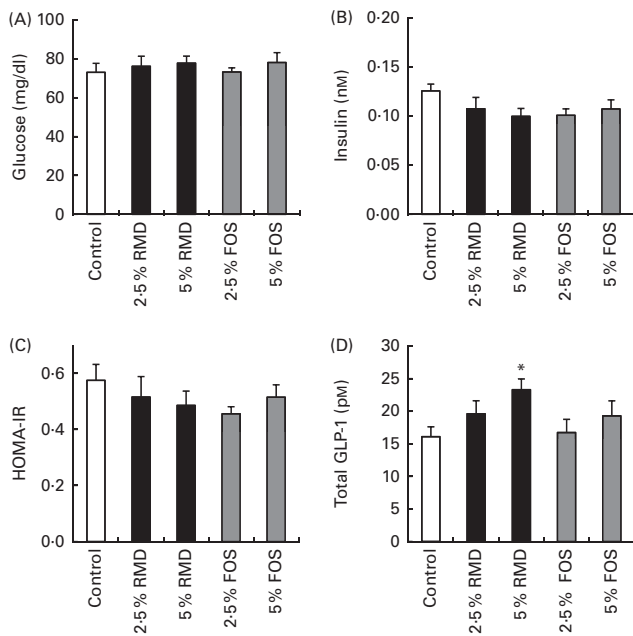 (A)
100
80
60
40
20
0
Glucose (mg/dl)
Control
2·5 % RMD
5 % RMD
2·5 % FOS
5 % FOS
(B)
0·20
0·15
0·10
0·05
0·00
Insulin (nM)
Control
2·5 % RMD
5 % RMD
2·5 % FOS
5 % FOS
(C)
0·6
0·4
0·2
0·0
HOMA-IR
Control
2·5 % RMD
5 % RMD
2·5 % FOS
5 % FOS
(D)
30
25
20
15
10
5
0
Total GLP-1 (pM)
*
Control
2·5 % RMD
5 % RMD
2·5 % FOS
5 % FOS